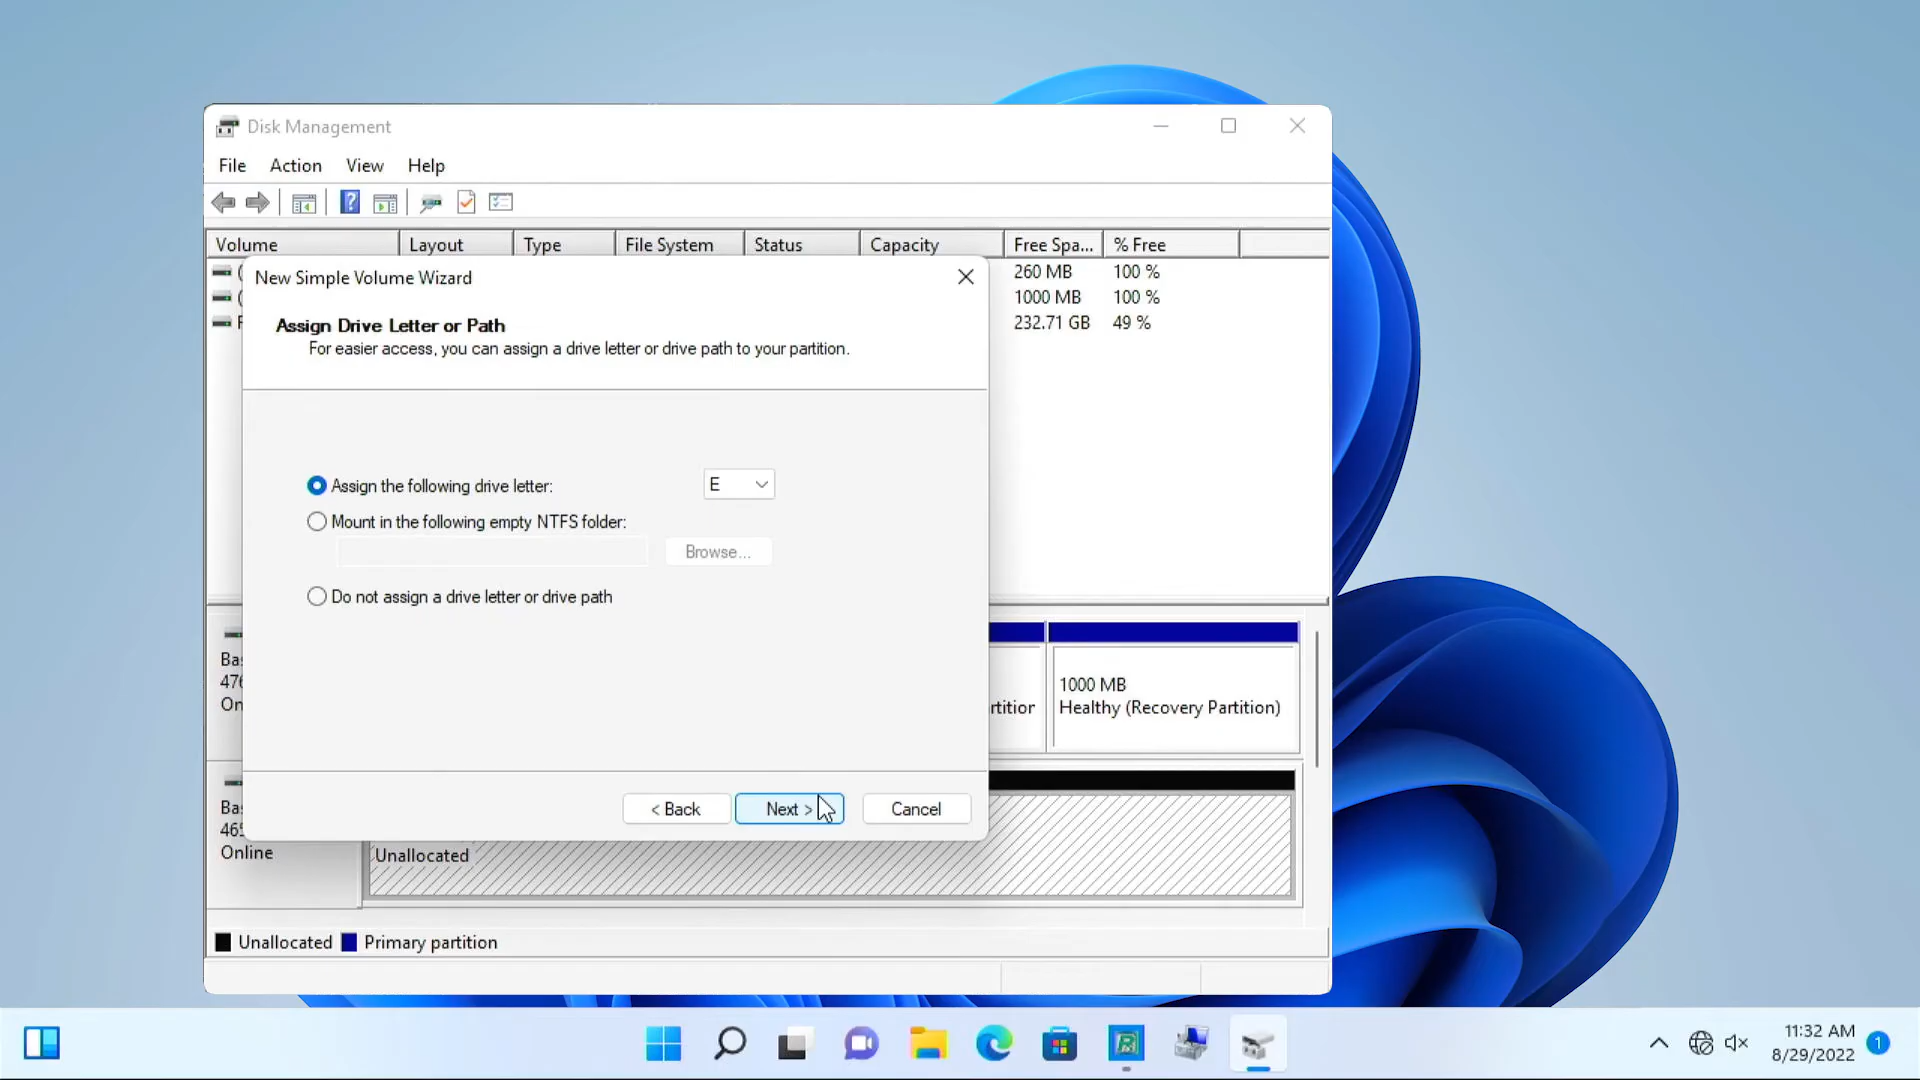 Disk Management
File Action View Help
Volume Layout Type File System Status Capacity Free Spa... % Free
260 MB 100 %
1000 MB 100 %
232.71 GB 49 %
New Simple Volume Wizard
Assign Drive Letter or Path
For easier access, you can assign a drive letter or drive path to your partition.
Assign the following drive letter: E
Mount in the following empty NTFS folder:
Browse...
Do not assign a drive letter or drive path
< Back Next > Cancel
1000 MB
Healthy (Recovery Partition)
Online
Unallocated
Unallocated Primary partition
11:32 AM
8/29/2022
1